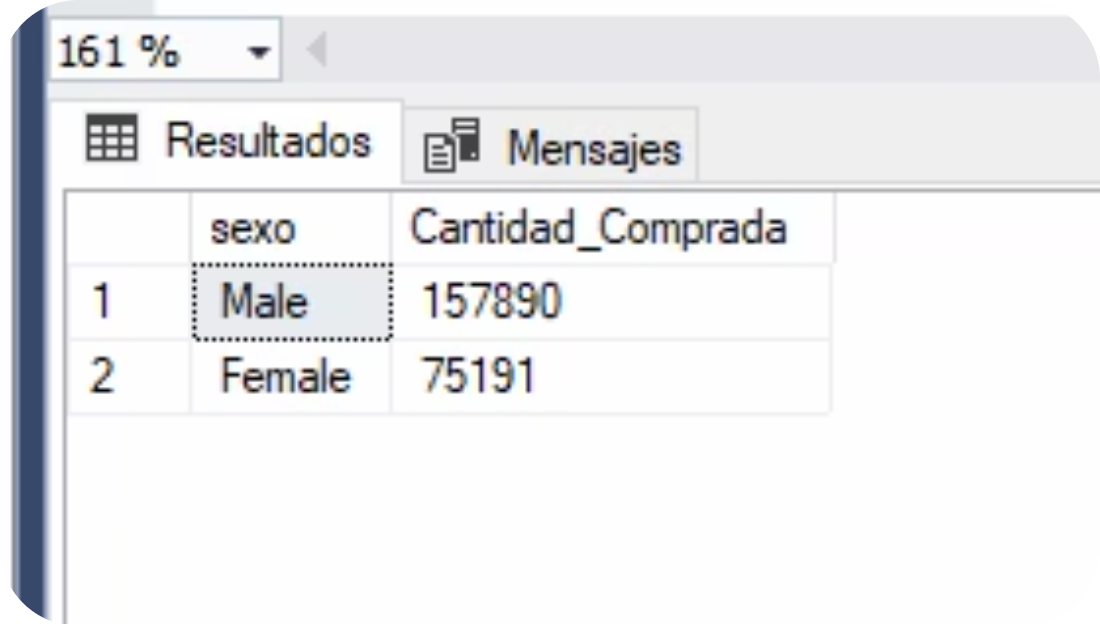 161 %
Resultados Mensajes
sexo Cantidad_Comprada
1 Male 157890
2 Female 75191